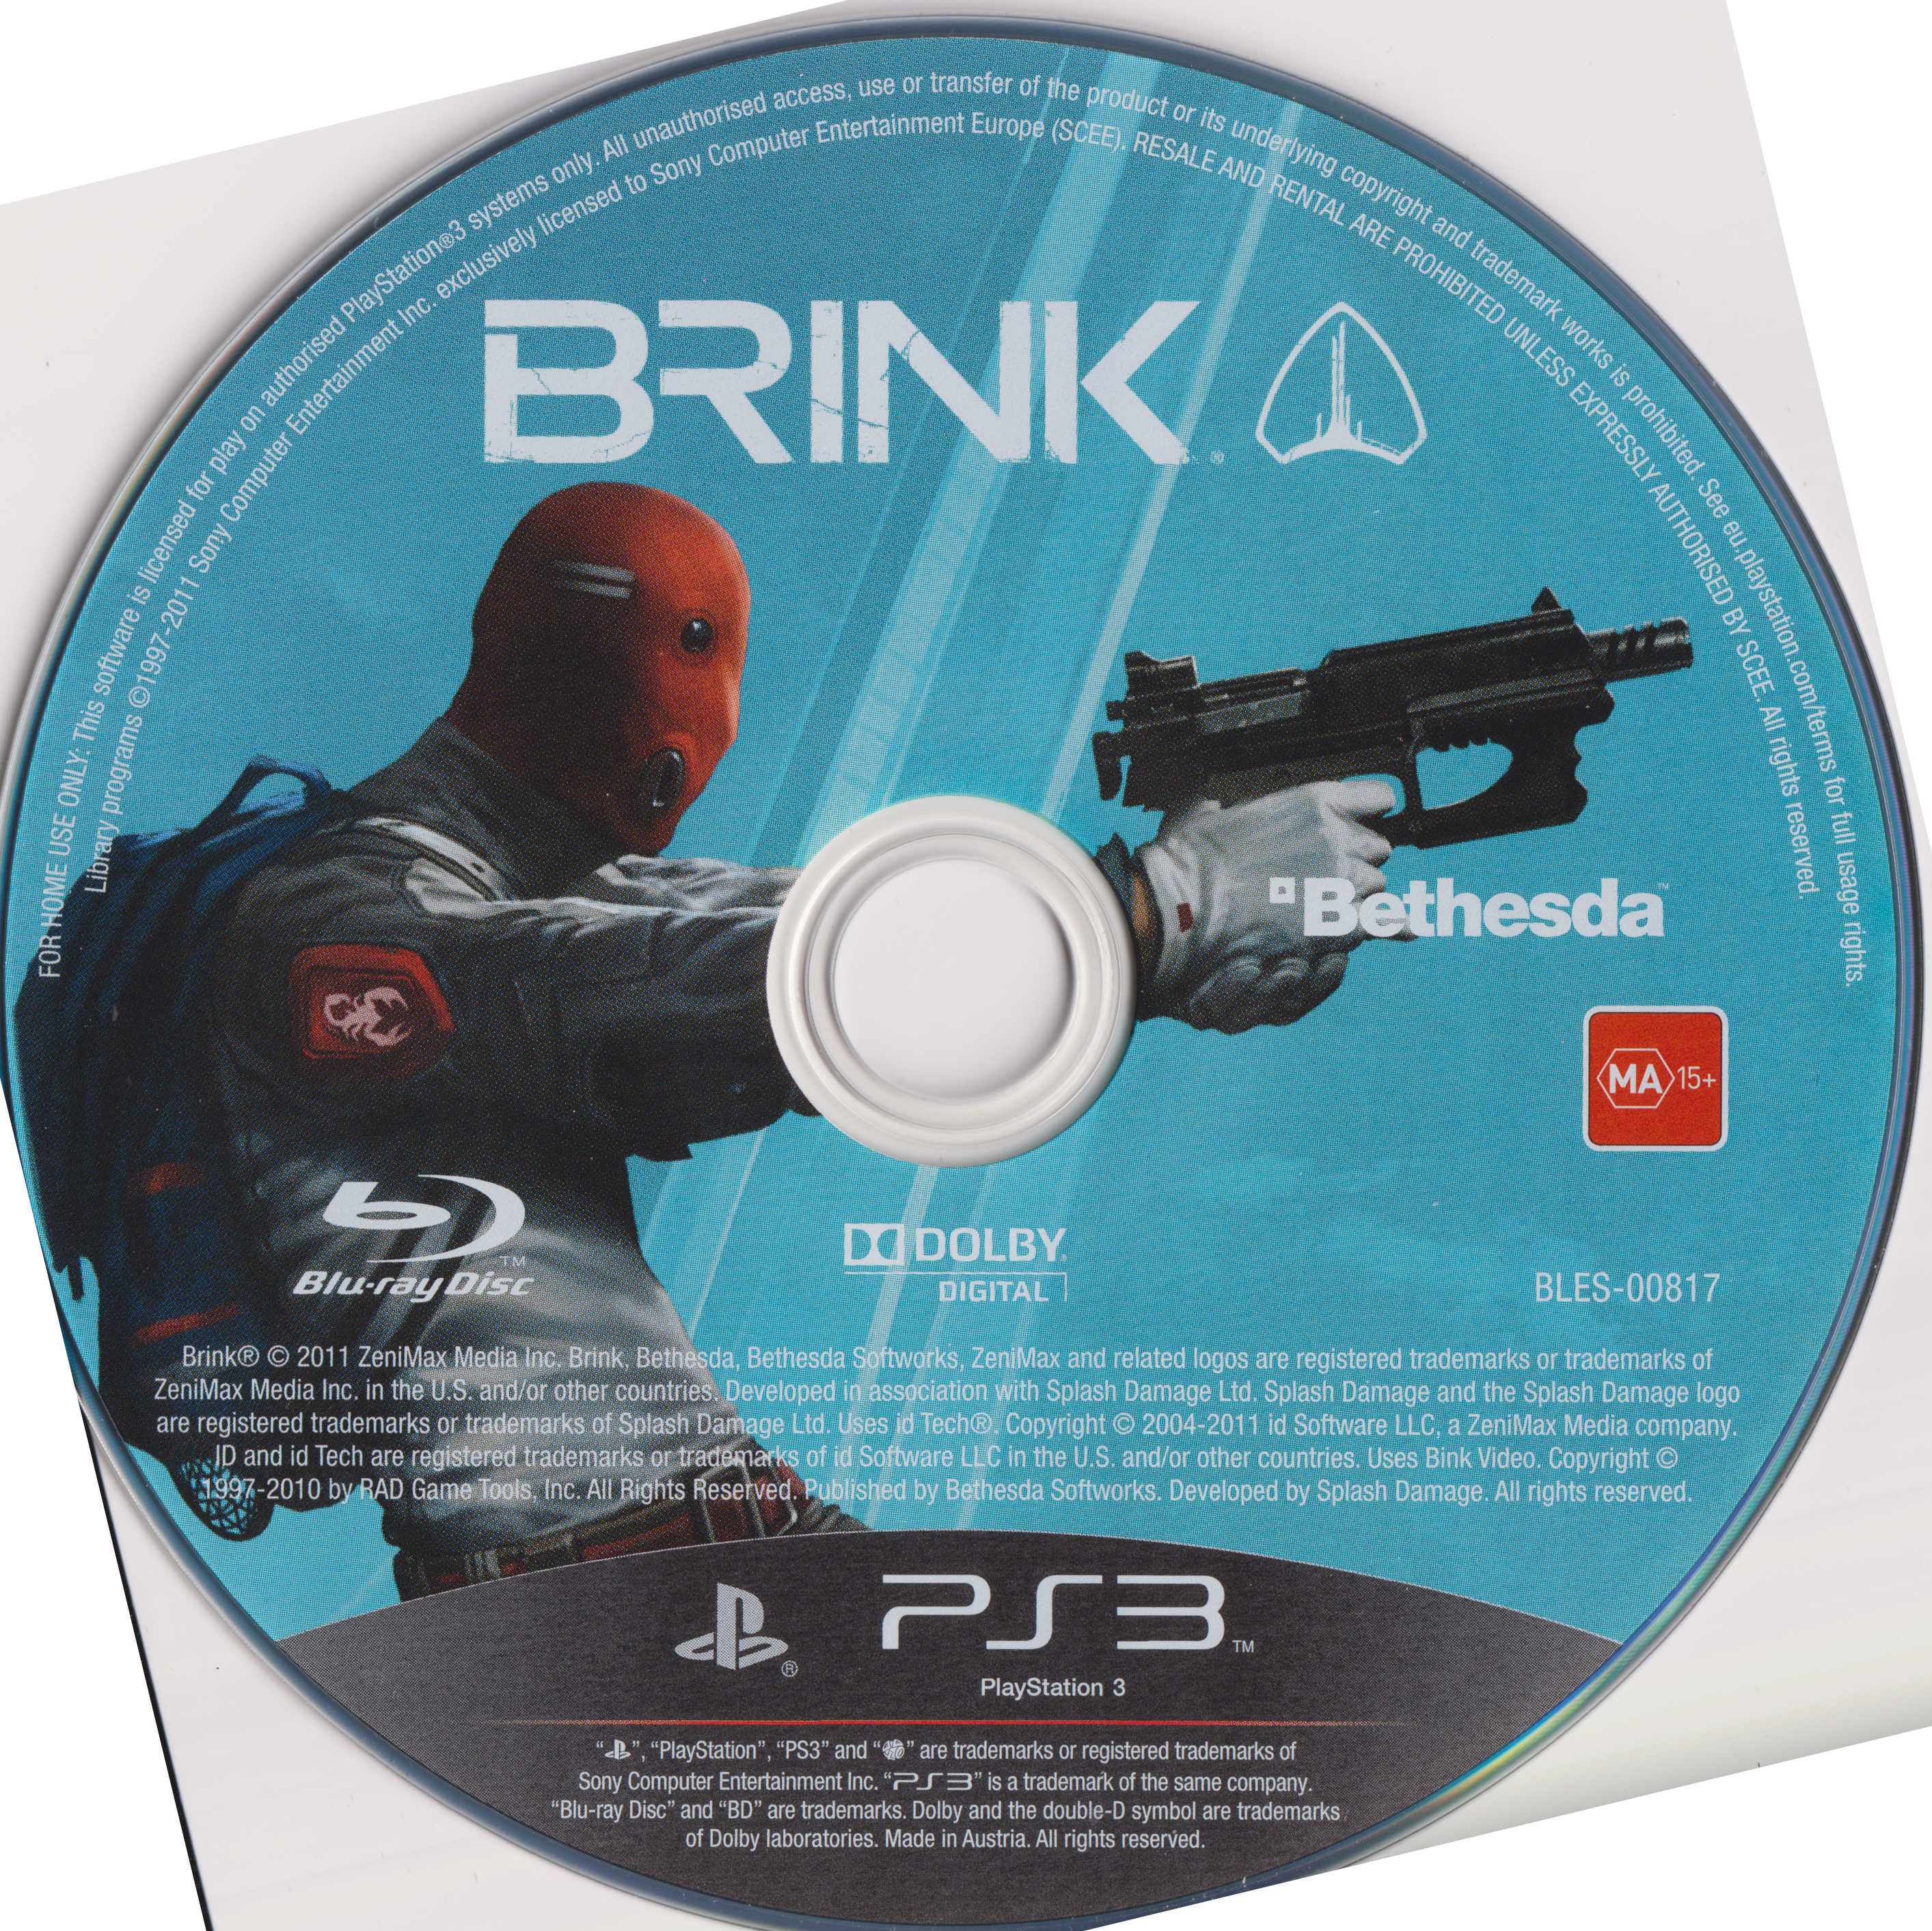 FOR HOME USE ONLY: This software is licensed for play on authorised PlayStation®3 systems only. All unauthorised access, use or transfer of the product or its underlying copyright and trademark works is prohibited. See eu.playstation.com/terms for full usage rights.
Library programs ©1997-2011 Sony Computer Entertainment Inc. exclusively licensed to Sony Computer Entertainment Europe (SCEE). RESALE AND RENTAL ARE PROHIBITED UNLESS EXPRESSLY AUTHORISED BY SCEE. All rights reserved.
BRINK®
Bethesda™
MA 15+
Blu-ray Disc™
DOLBY®
DIGITAL
BLES-00817
Brink® © 2011 ZeniMax Media Inc. Brink, Bethesda, Bethesda Softworks, ZeniMax and related logos are registered trademarks or trademarks of
ZeniMax Media Inc. in the U.S. and/or other countries. Developed in association with Splash Damage Ltd. Splash Damage and the Splash Damage logo
are registered trademarks or trademarks of Splash Damage Ltd. Uses id Tech®. Copyright © 2004-2011 id Software LLC, a ZeniMax Media company.
ID and id Tech are registered trademarks or trademarks of id Software LLC in the U.S. and/or other countries. Uses Bink Video. Copyright ©
1997-2010 by RAD Game Tools, Inc. All Rights Reserved. Published by Bethesda Softworks. Developed by Splash Damage. All rights reserved.
® PS3™
PlayStation 3
“ ”, “PlayStation”, “PS3” and “ ” are trademarks or registered trademarks of
Sony Computer Entertainment Inc. “PS3” is a trademark of the same company.
“Blu-ray Disc” and “BD” are trademarks. Dolby and the double-D symbol are trademarks
of Dolby laboratories. Made in Austria. All rights reserved.